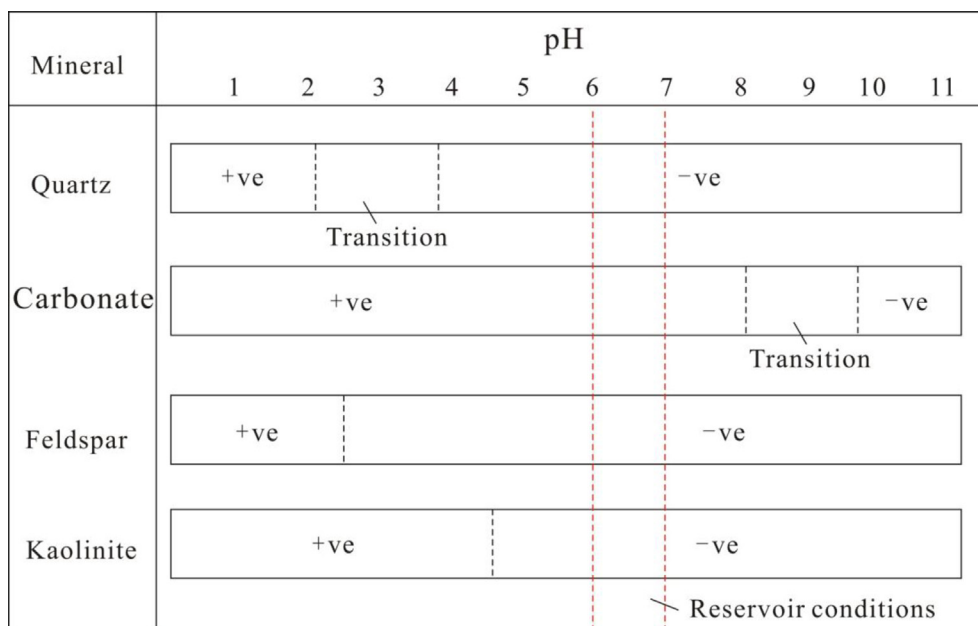 pH
Mineral
1 2 3 4 5 6 7 8 9 10 11
Quartz +ve −ve
Transition
Carbonate +ve −ve
Transition
Feldspar +ve −ve
Kaolinite +ve −ve
Reservoir conditions